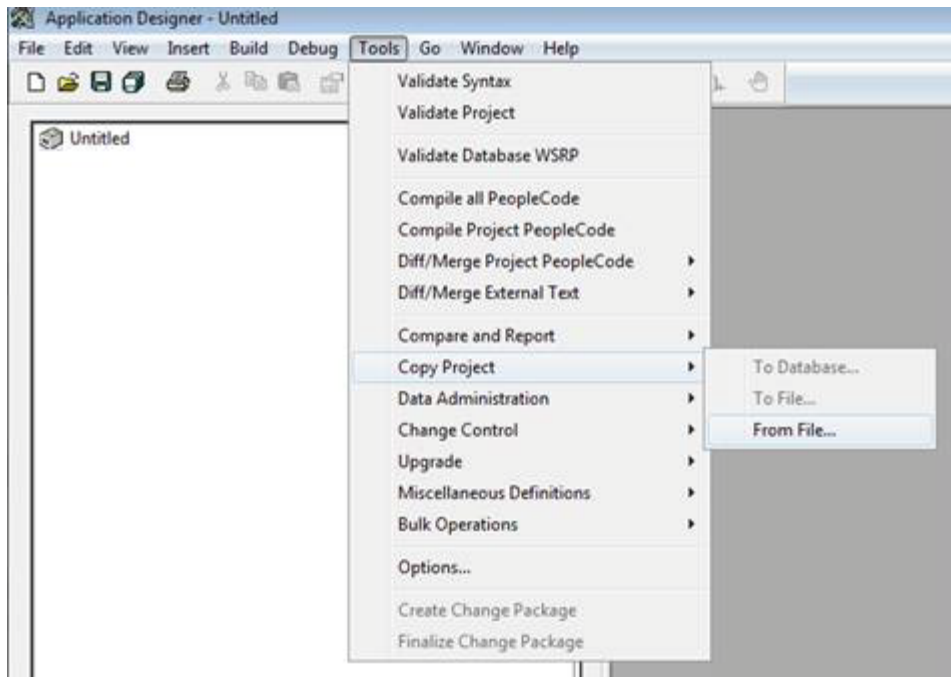 Application Designer - Untitled
File Edit View Insert Build Debug Tools Go Window Help
Untitled
Validate Syntax
Validate Project
Validate Database WSRP
Compile all PeopleCode
Compile Project PeopleCode
Diff/Merge Project PeopleCode
Diff/Merge External Text
Compare and Report
Copy Project
Data Administration
Change Control
Upgrade
Miscellaneous Definitions
Bulk Operations
Options...
Create Change Package
Finalize Change Package
To Database...
To File...
From File...